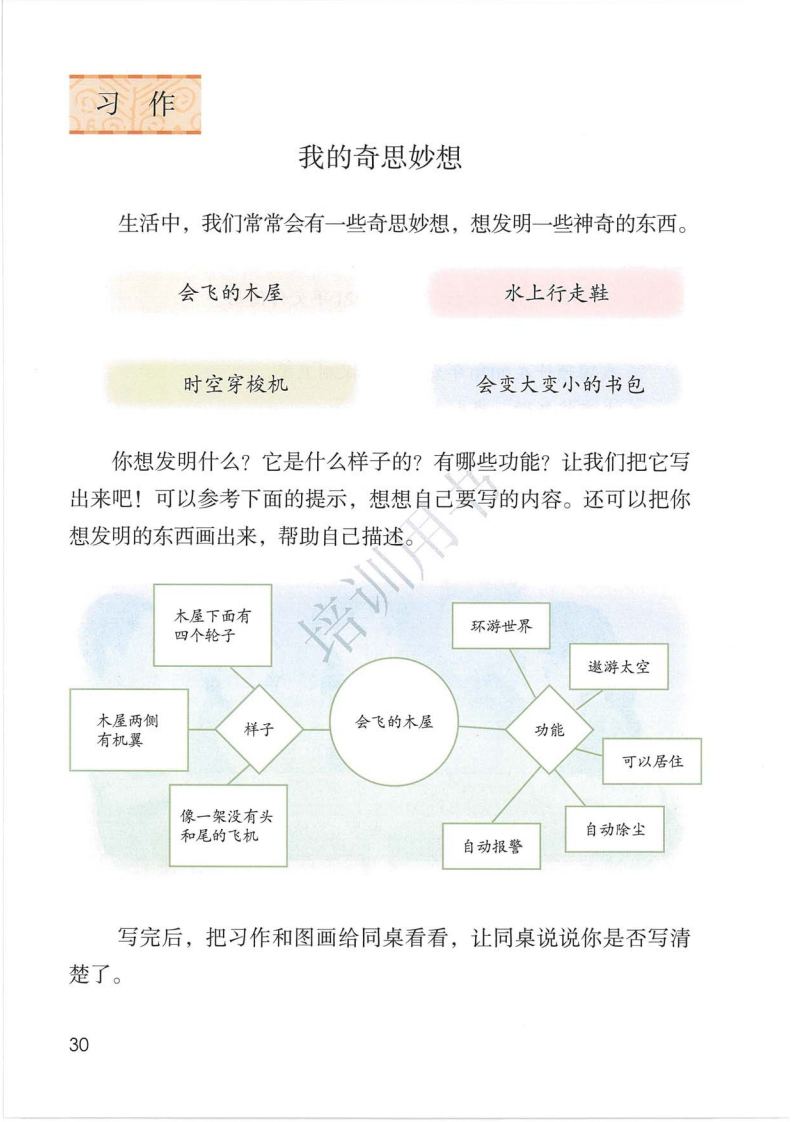 习 作
我的奇思妙想
生活中，我们常常会有一些奇思妙想，想发明一些神奇的东西。
会飞的木屋
水上行走鞋
时空穿梭机
会变大变小的书包
你想发明什么？它是什么样子的？有哪些功能？让我们把它写
出来吧！可以参考下面的提示，想想自己要写的内容。还可以把你
想发明的东西画出来，帮助自己描述。
培训用书
木屋下面有
四个轮子
木屋两侧
有机翼
像一架没有头
和尾的飞机
样子
会飞的木屋
功能
环游世界
遨游太空
可以居住
自动除尘
自动报警
写完后，把习作和图画给同桌看看，让同桌说说你是否写清
楚了。
30